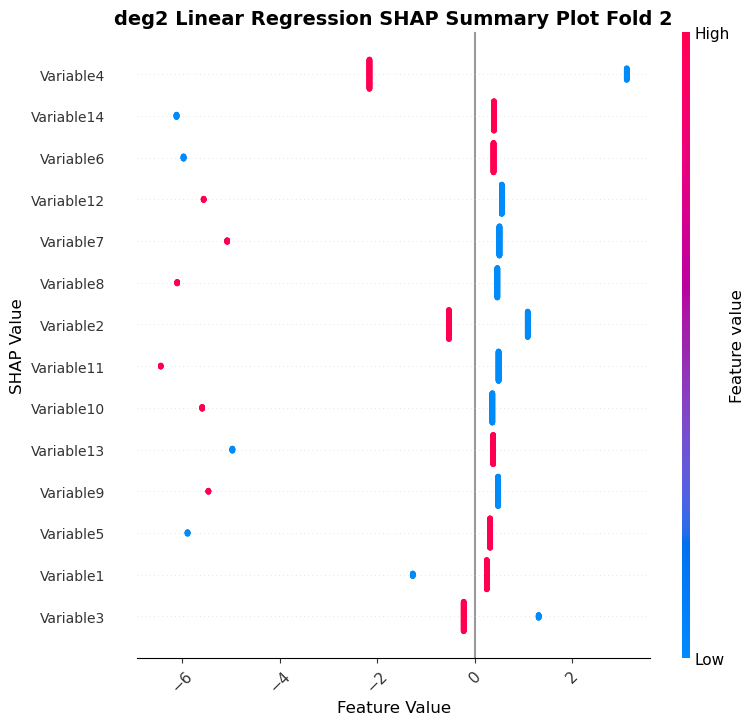 deg2 Linear Regression SHAP Summary Plot Fold 2
High
Variable4
Variable14
Variable6
Variable12
Variable7
Variable8
Variable2
Variable11
Variable10
Variable13
Variable9
Variable5
Variable1
Variable3
SHAP Value
Feature value
Low
−6
−4
−2
0
2
Feature Value